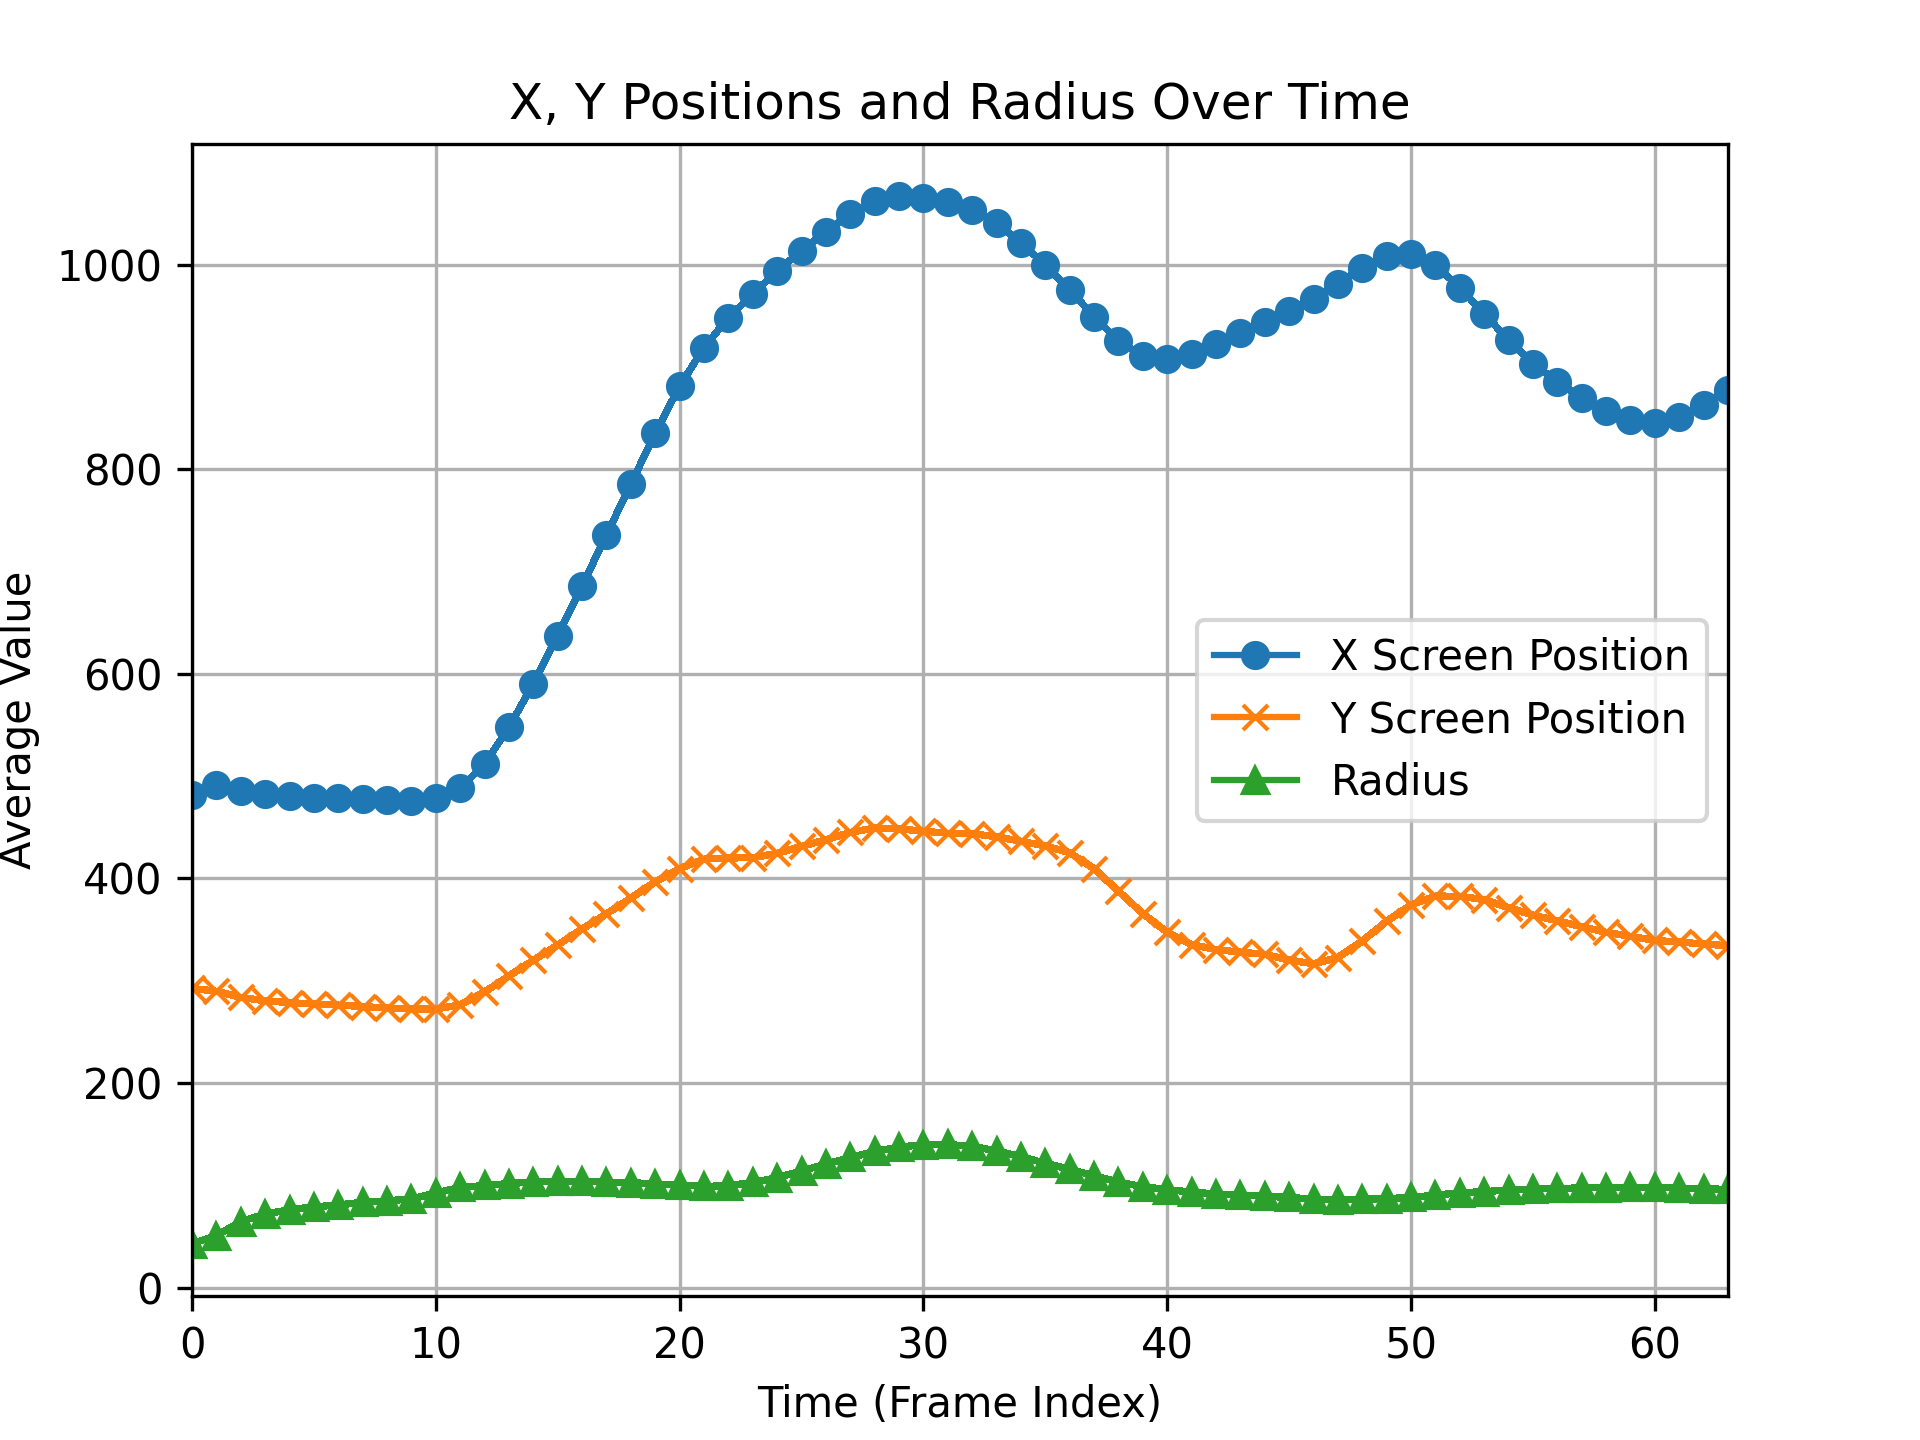 X, Y Positions and Radius Over Time
Average Value
1000
800
600
400
200
0
X Screen Position
Y Screen Position
Radius
0 10 20 30 40 50 60
Time (Frame Index)